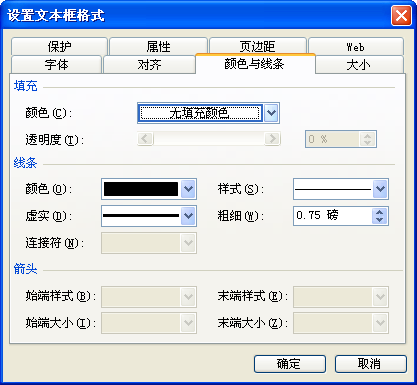 设置文本框格式
保护 属性 页边距 Web
字体 对齐 颜色与线条 大小
填充
颜色(C): 无填充颜色
透明度(T): 0 %
线条
颜色(O): 样式(S):
虚实(D): 粗细(W): 0.75 磅
连接符(N):
箭头
始端样式(B): 末端样式(E):
始端大小(I): 末端大小(Z):
确定 取消